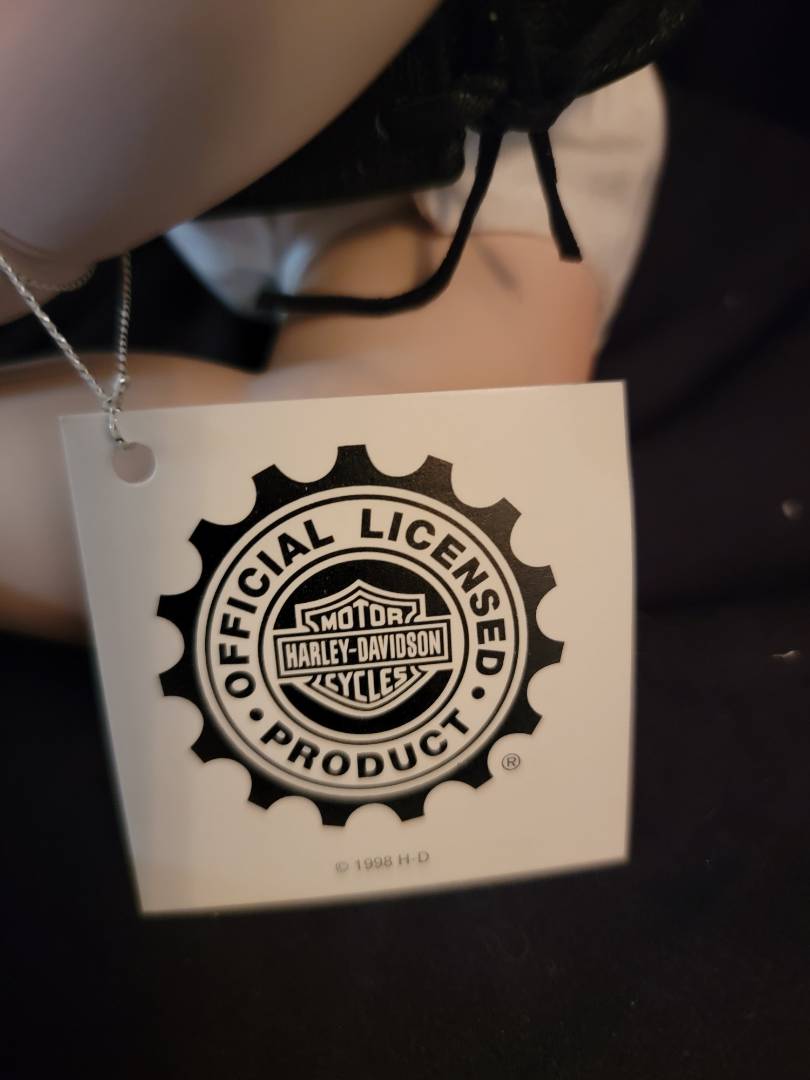 OFFICIAL LICENSED
MOTOR
HARLEY-DAVIDSON
CYCLES
• PRODUCT •
®
© 1998 H-D